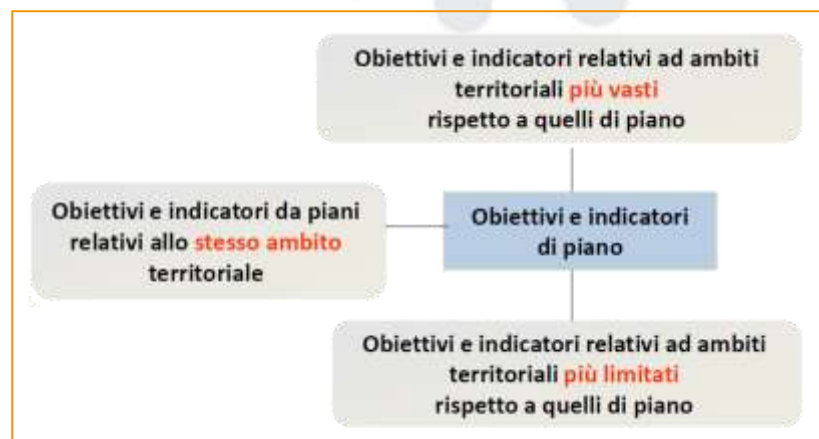 Obiettivi e indicatori relativi ad ambiti
territoriali più vasti
rispetto a quelli di piano
Obiettivi e indicatori da piani
relativi allo stesso ambito
territoriale
Obiettivi e indicatori
di piano
Obiettivi e indicatori relativi ad ambiti
territoriali più limitati
rispetto a quelli di piano